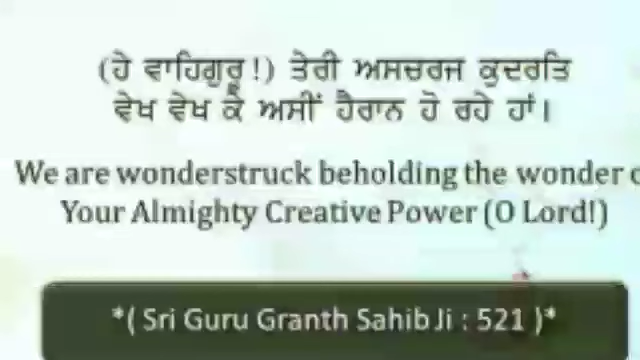 (ਹੇ ਵਾਹਿਗੁਰੂ!) ਤੇਰੀ ਅਸਚਰਜ ਕੁਦਰਤਿ
ਵੇਖ ਵੇਖ ਕੇ ਅਸੀਂ ਹੈਰਾਨ ਹੋ ਰਹੇ ਹਾਂ।
We are wonderstruck beholding the wonder
Your Almighty Creative Power (O Lord!)
*( Sri Guru Granth Sahib Ji : 521 )*